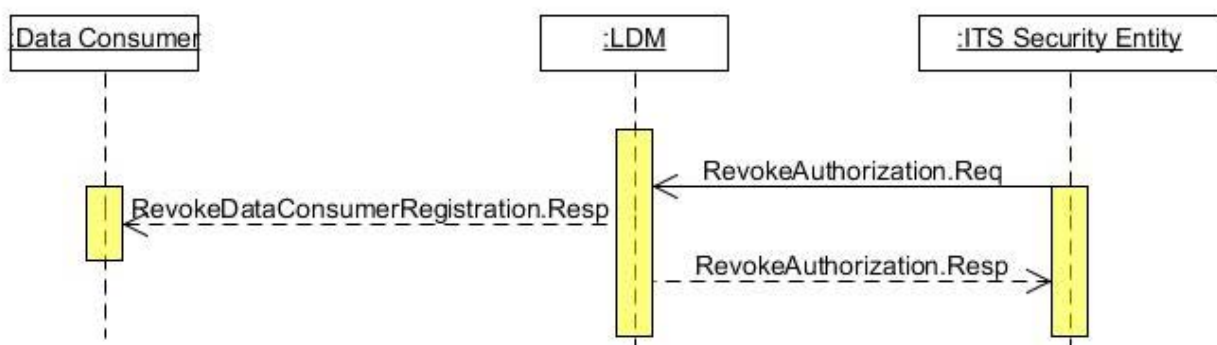 :Data Consumer
:LDM
:ITS Security Entity
RevokeAuthorization.Req
RevokeDataConsumerRegistration.Resp
RevokeAuthorization.Resp